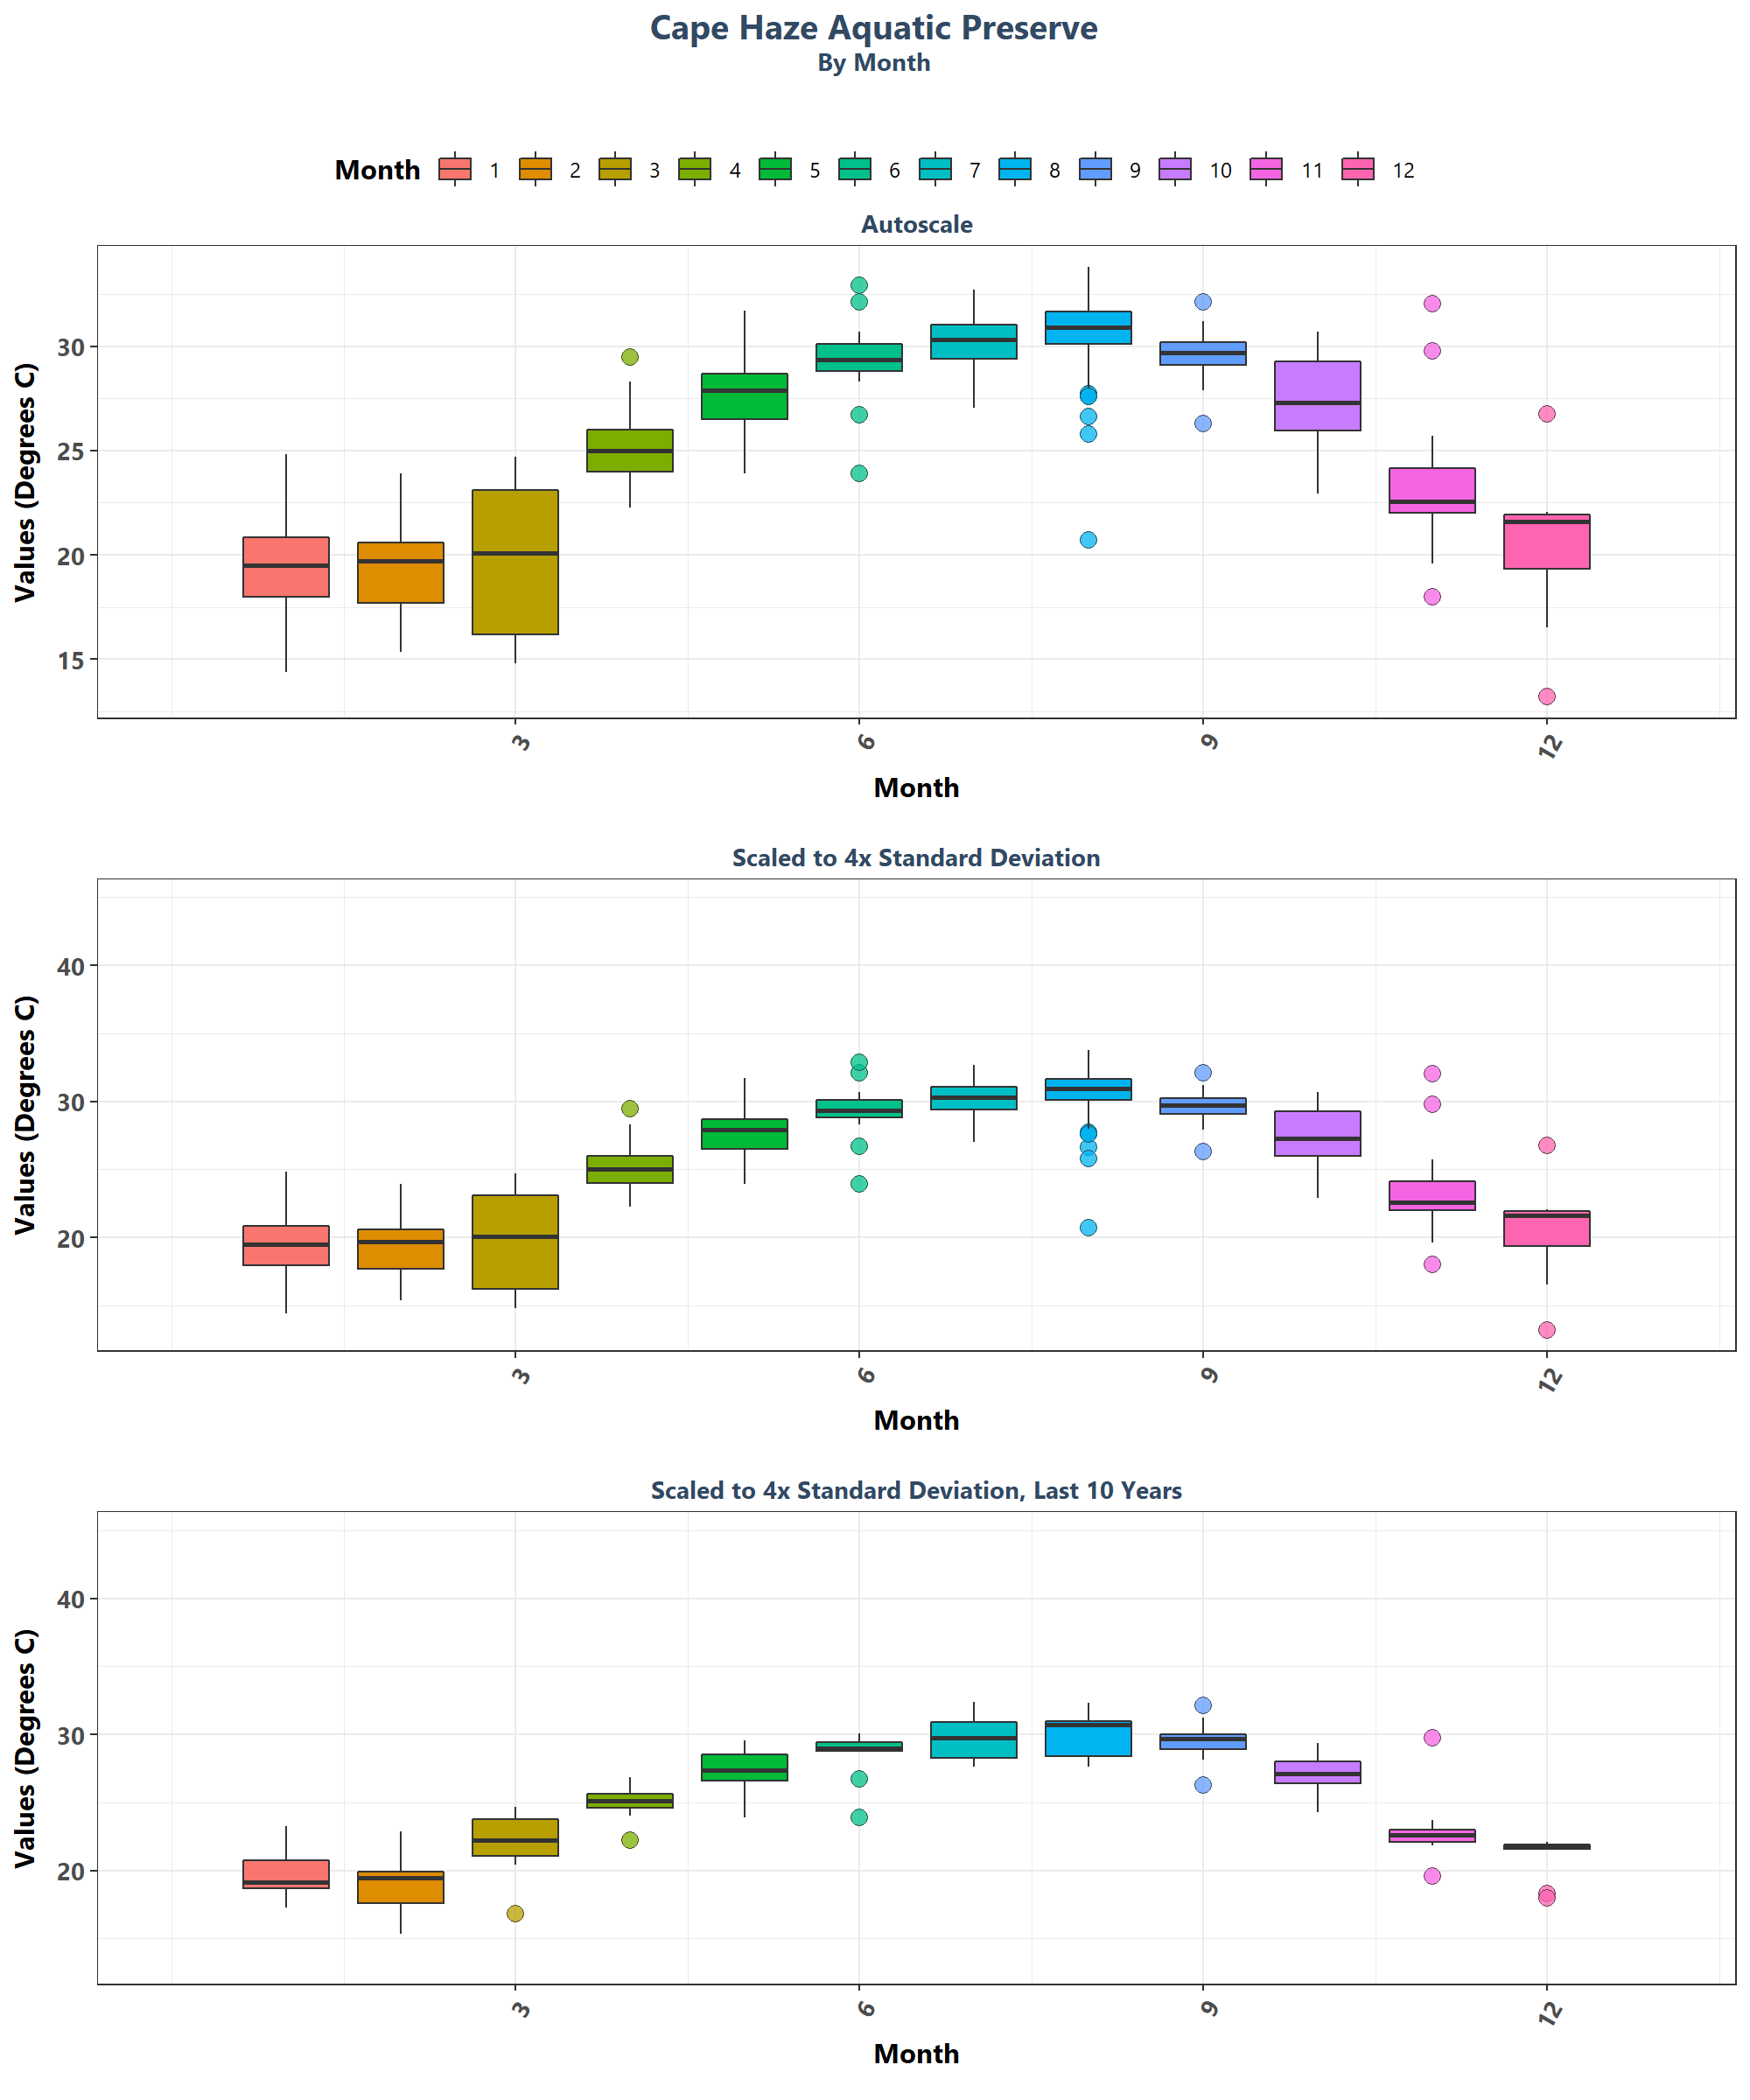 Cape Haze Aquatic Preserve
By Month
Month 1 2 3 4 5 6 7 8 9 10 11 12
Autoscale
Values (Degrees C)
30
25
20
15
3 6 9 12
Month
Scaled to 4x Standard Deviation
Values (Degrees C)
40
30
20
3 6 9 12
Month
Scaled to 4x Standard Deviation, Last 10 Years
Values (Degrees C)
40
30
20
3 6 9 12
Month